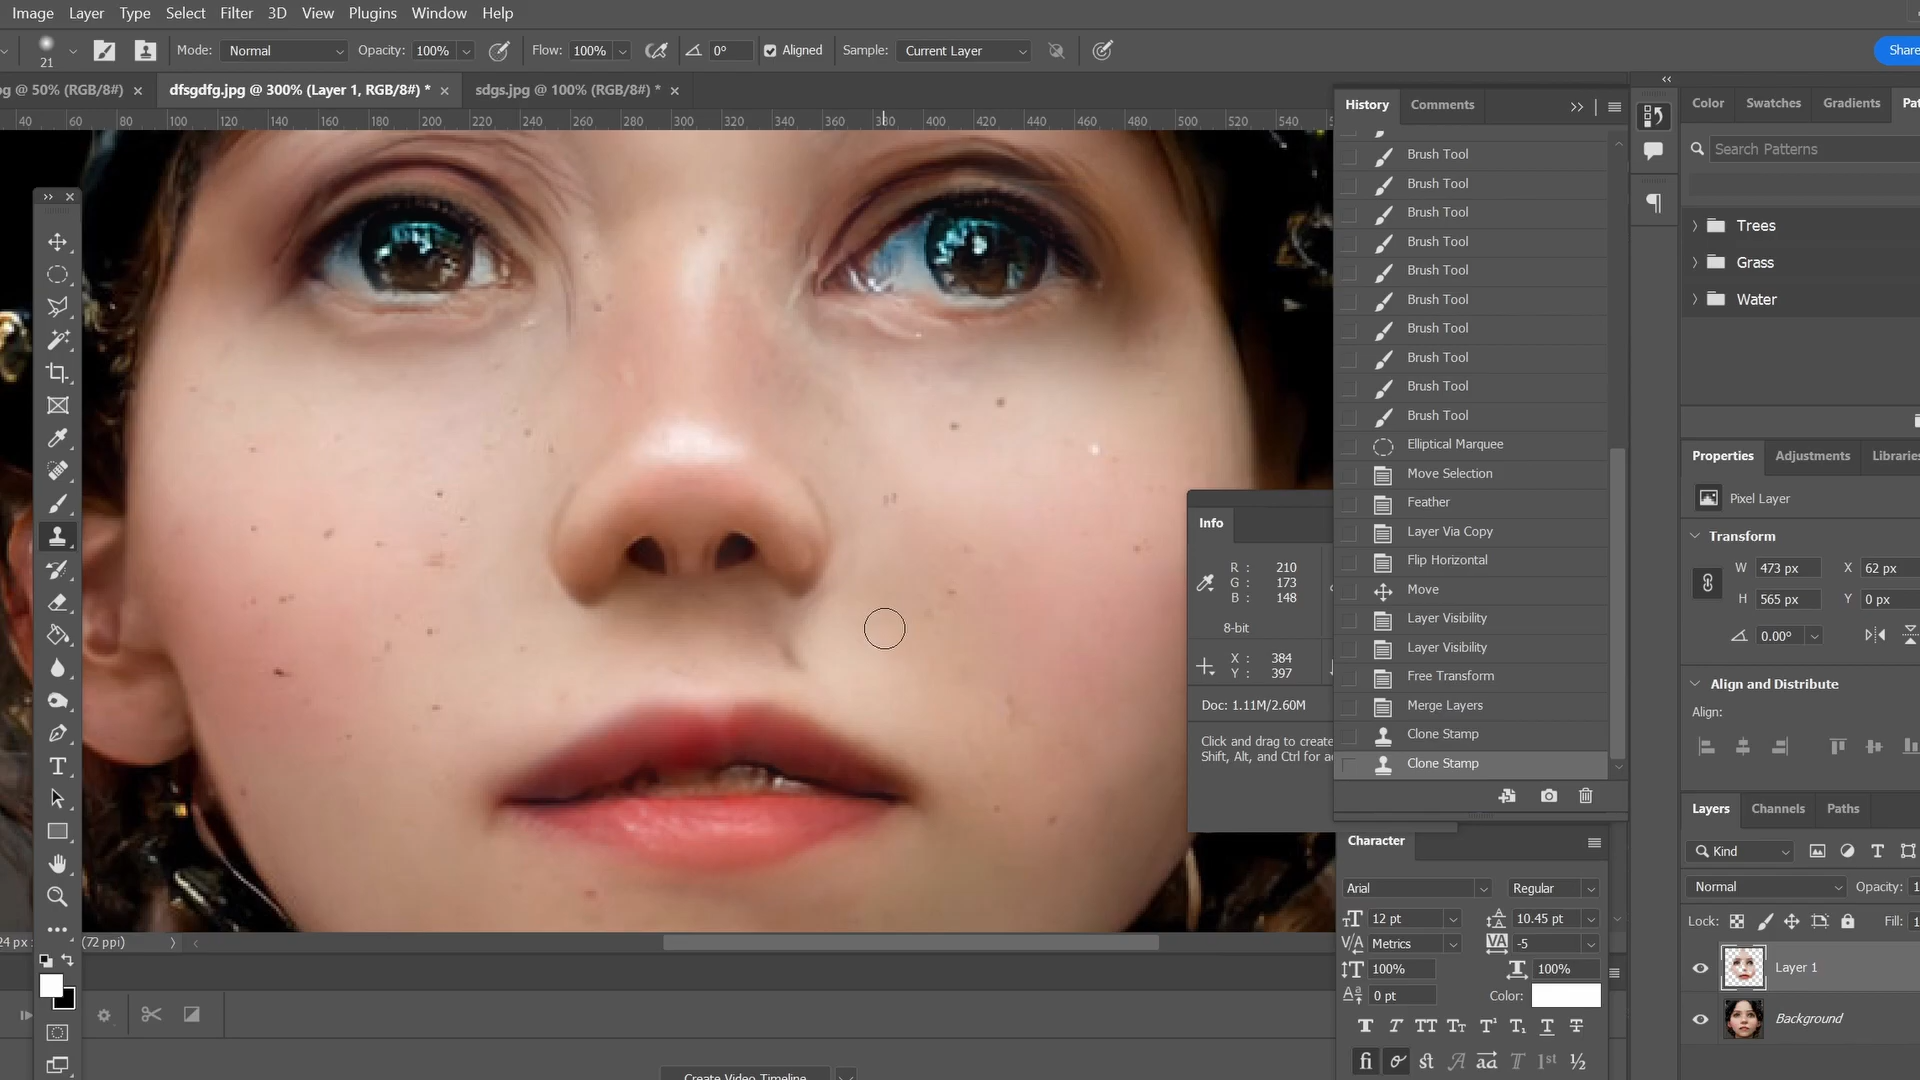 Image Layer Type Select Filter 3D View Plugins Window Help
21 Mode: Normal Opacity: 100% Flow: 100% 0° Aligned Sample: Current Layer Share
pg @ 50% (RGB/8#) dfsgdfg.jpg @ 300% (Layer 1, RGB/8#) * sdgs.jpg @ 100% (RGB/8#) *
40 60 80 100 120 140 160 180 200 220 240 260 280 300 320 340 360 380 400 420 440 460 480 500 520 540
History Comments
Brush Tool
Brush Tool
Brush Tool
Brush Tool
Brush Tool
Brush Tool
Brush Tool
Brush Tool
Brush Tool
Brush Tool
Elliptical Marquee
Move Selection
Feather
Layer Via Copy
Flip Horizontal
Move
Layer Visibility
Layer Visibility
Free Transform
Merge Layers
Clone Stamp
Clone Stamp
Info
R : 210
G : 173
B : 148
8-bit
X : 384
Y : 397
Doc: 1.11M/2.60M
Click and drag to create
Shift, Alt, and Ctrl for ad
Character
Arial Regular
12 pt 10.45 pt
Metrics -5
100% 100%
0 pt Color:
Color Swatches Gradients Pat
Search Patterns
Trees
Grass
Water
Properties Adjustments Libraries
Pixel Layer
Transform
W 473 px X 62 px
H 565 px Y 0 px
0.00°
Align and Distribute
Align:
Layers Channels Paths
Kind
Normal Opacity: 1
Lock: Fill: 1
Layer 1
Background
24 px (72 ppi)
Create Video Timeline